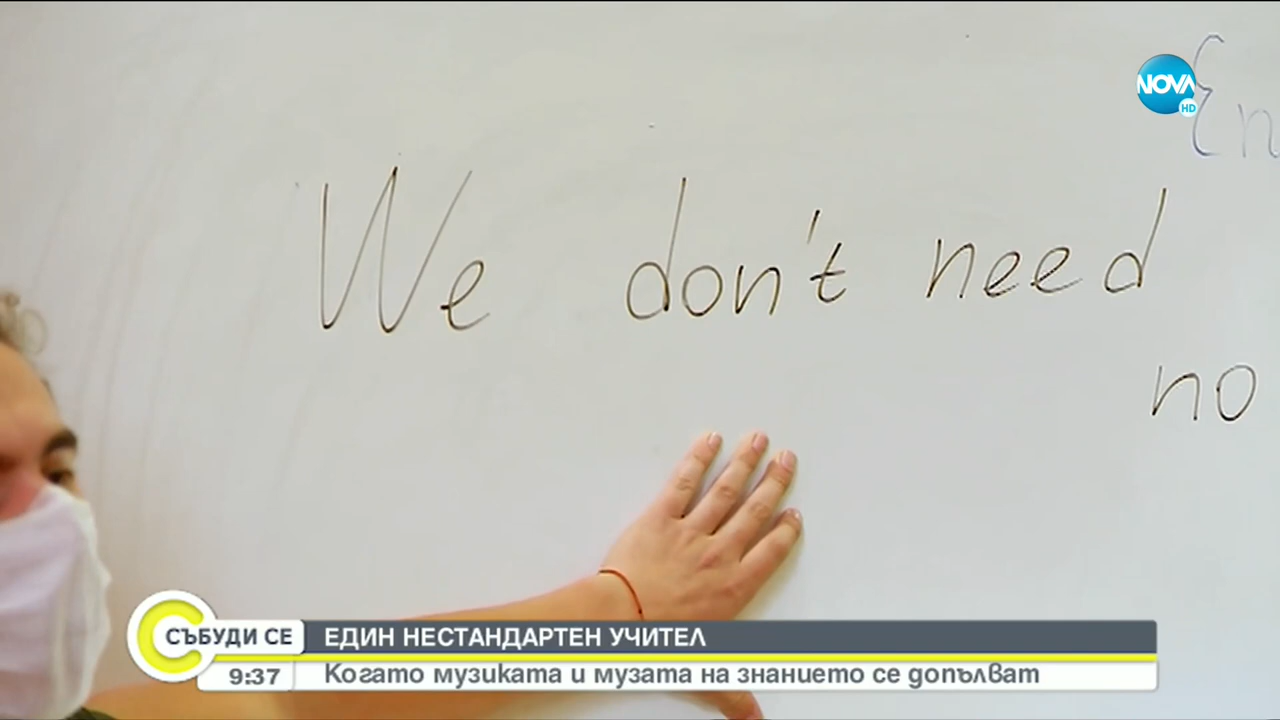 NOVA
HD
{n
We don't need
no
СЪБУДИ СЕ
ЕДИН НЕСТАНДАРТЕН УЧИТЕЛ
9:37
Когато музиката и музата на знанието се допълват